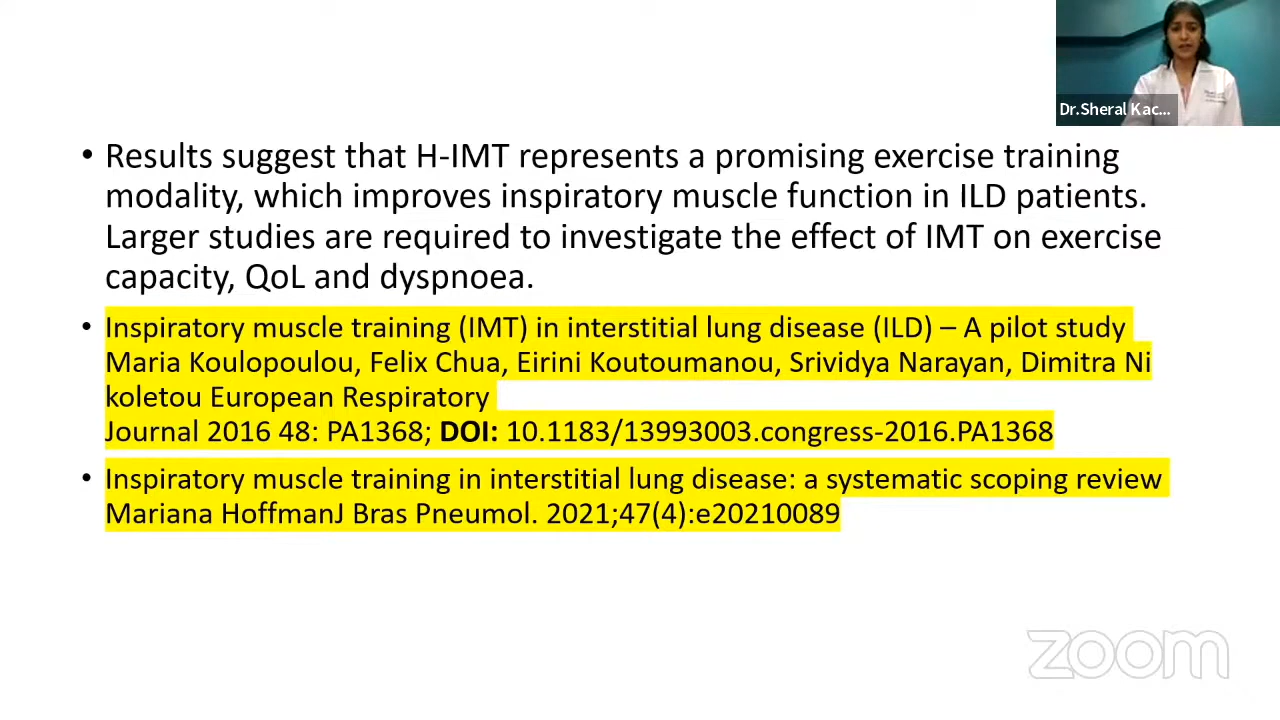 Dr.Sheral Kac...
• Results suggest that H-IMT represents a promising exercise training
modality, which improves inspiratory muscle function in ILD patients.
Larger studies are required to investigate the effect of IMT on exercise
capacity, QoL and dyspnoea.
• Inspiratory muscle training (IMT) in interstitial lung disease (ILD) – A pilot study
Maria Koulopoulou, Felix Chua, Eirini Koutoumanou, Srividya Narayan, Dimitra Ni
koletou European Respiratory
Journal 2016 48: PA1368; DOI: 10.1183/13993003.congress-2016.PA1368
• Inspiratory muscle training in interstitial lung disease: a systematic scoping review
Mariana HoffmanJ Bras Pneumol. 2021;47(4):e20210089
zoom